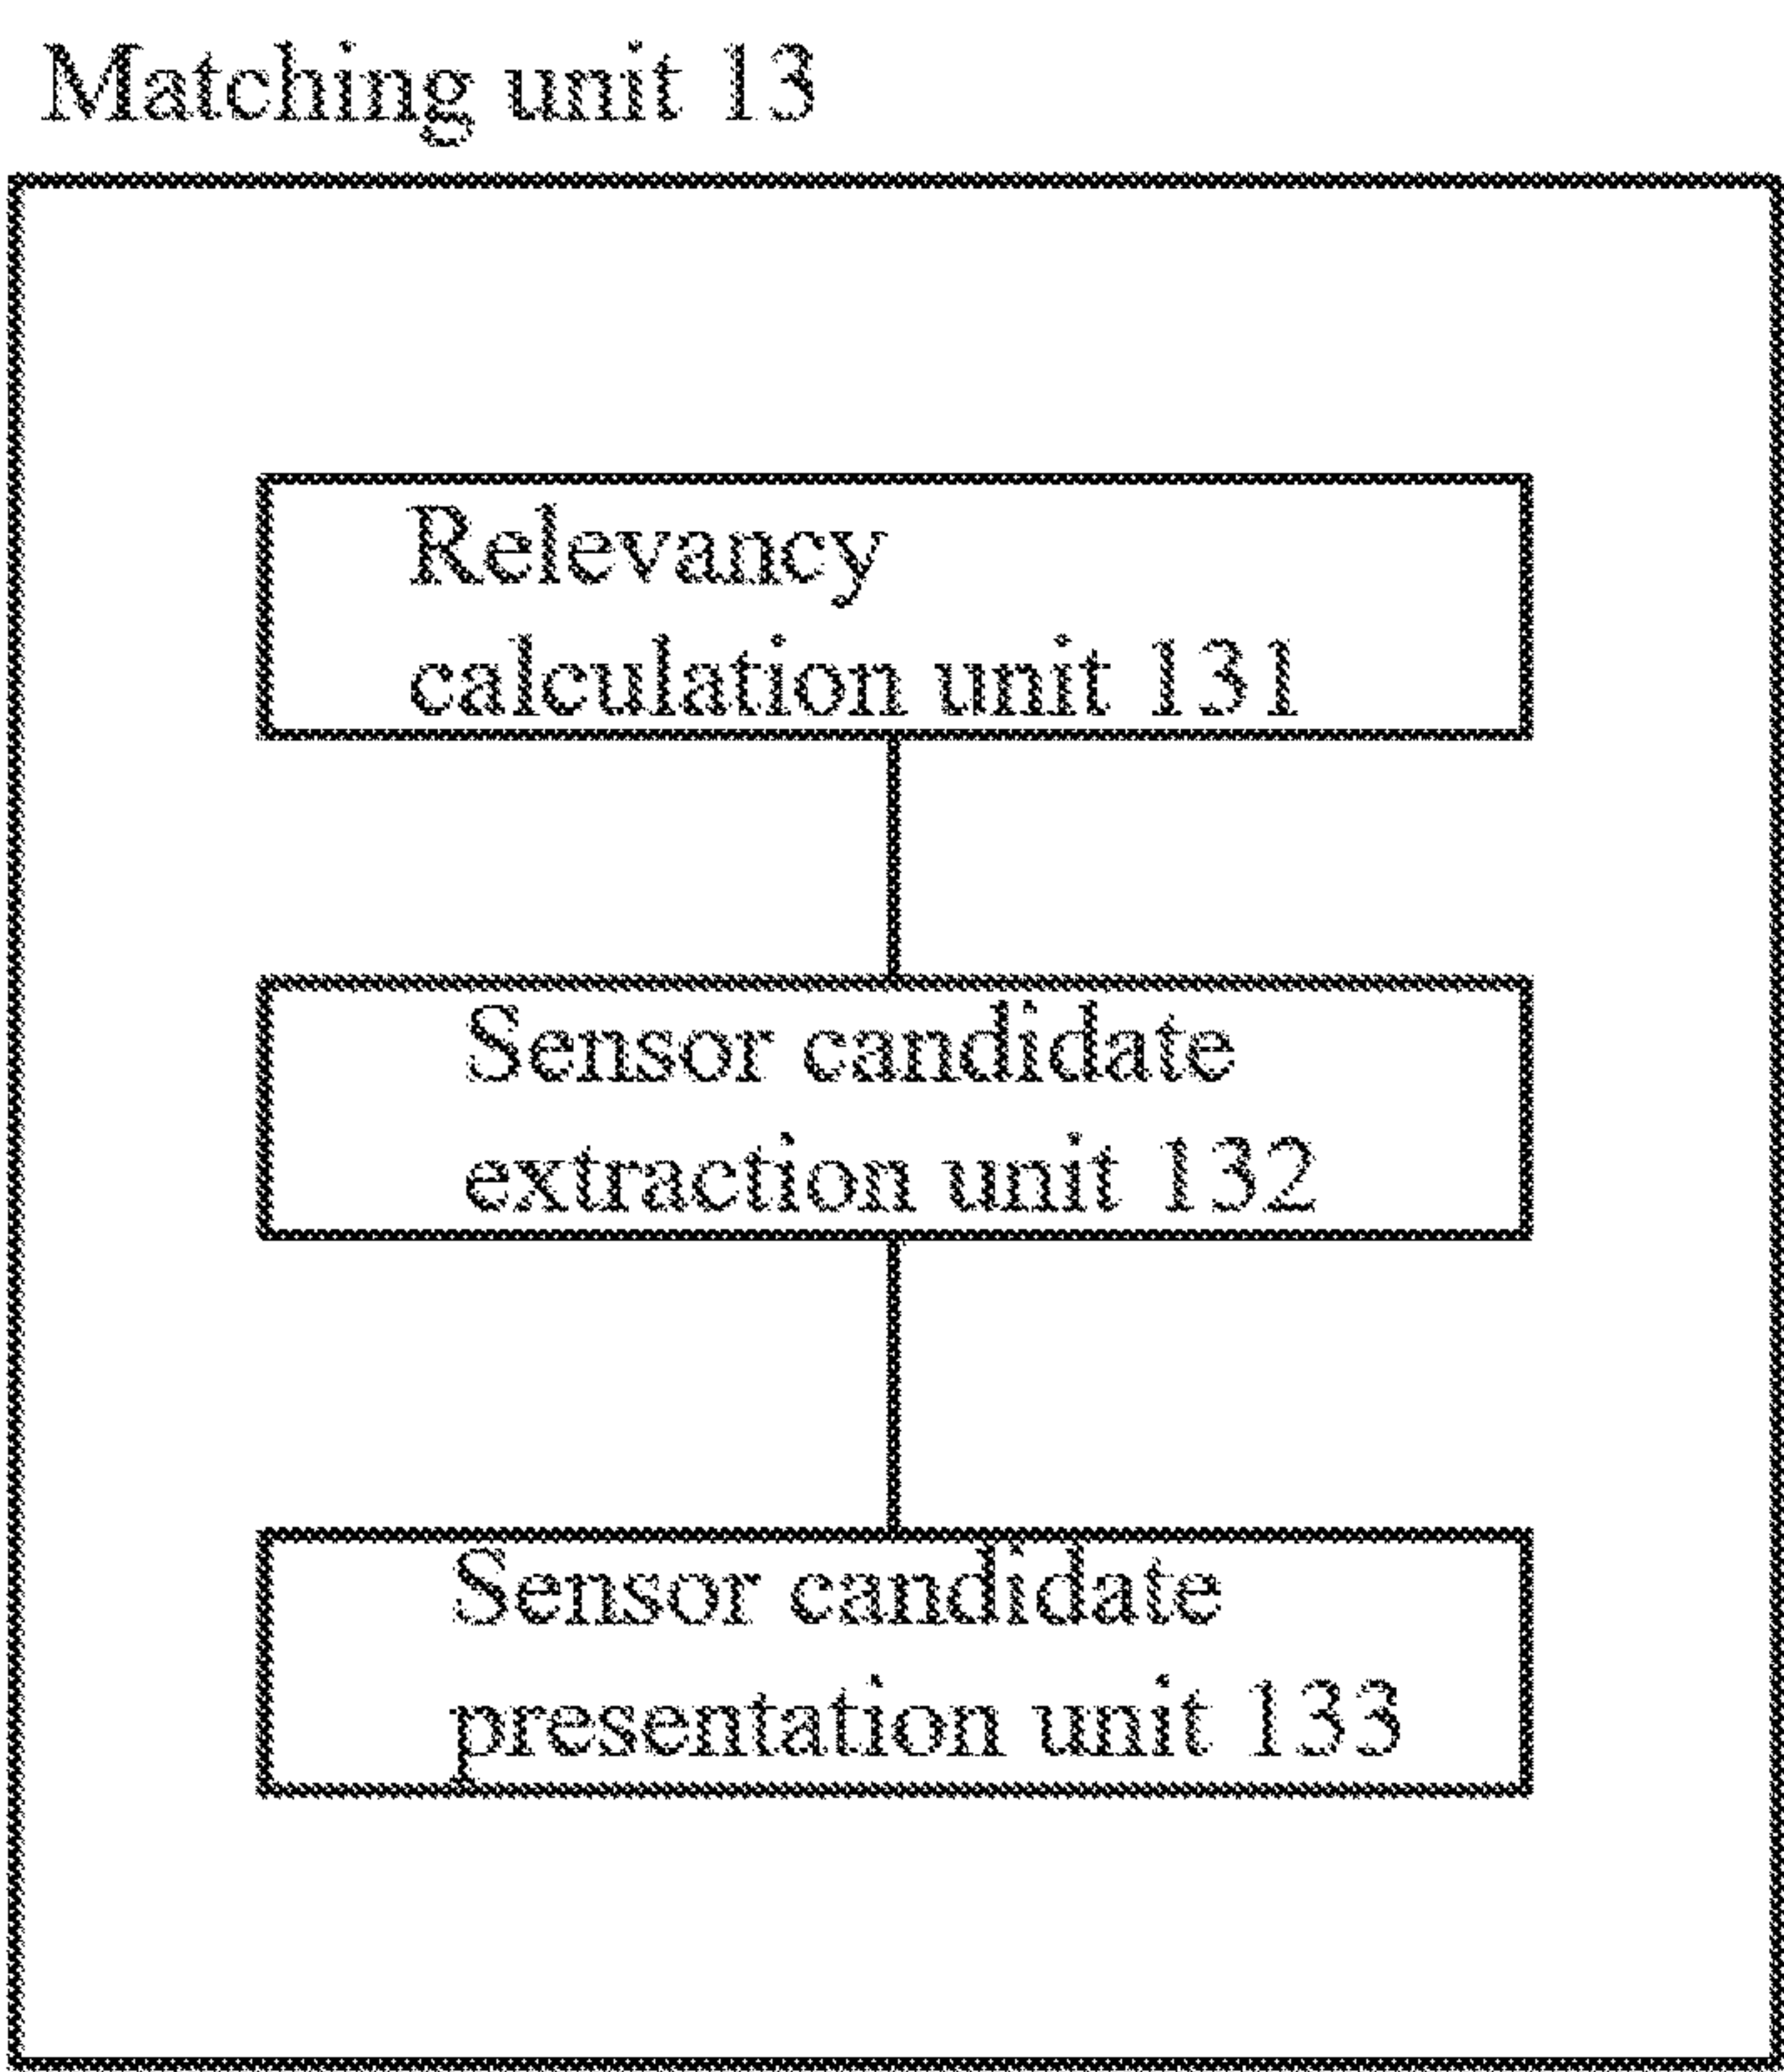 Matching unit 13
Relevancy
calculation unit 131
Sensor candidate
extraction unit 132
Sensor candidate
presentation unit 133